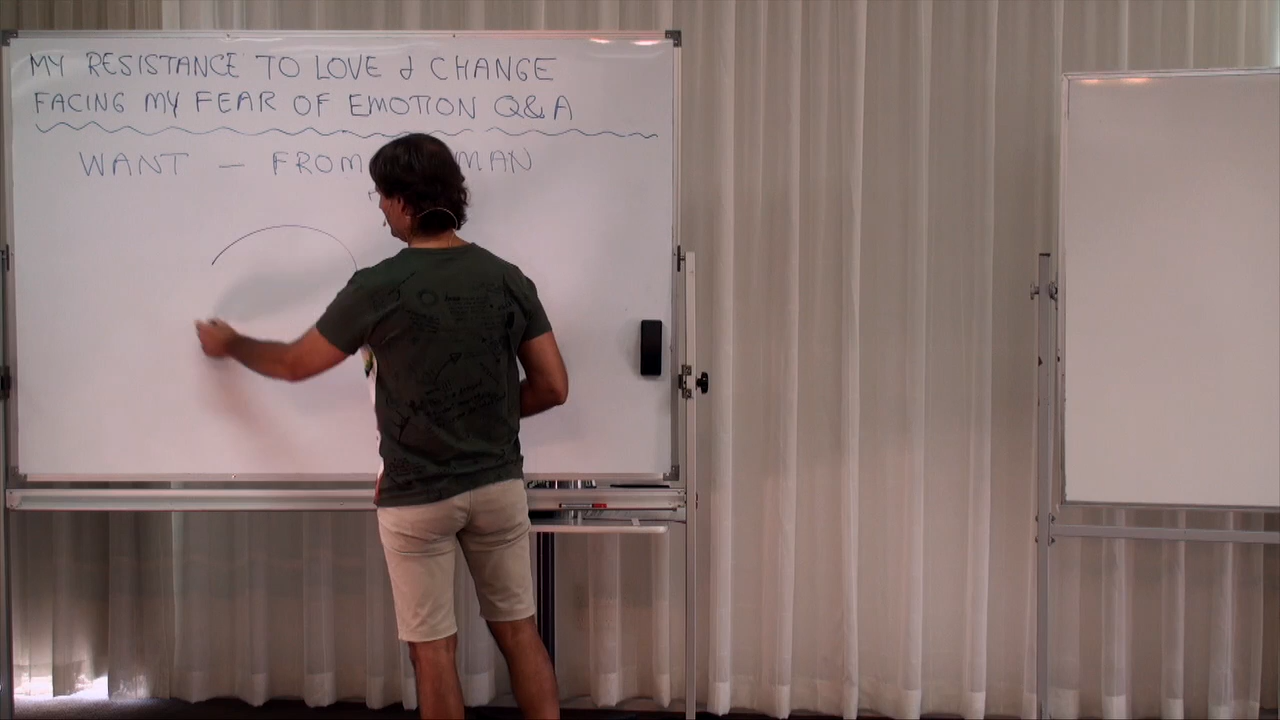 MY RESISTANCE TO LOVE & CHANGE
FACING MY FEAR OF EMOTION Q&A
WANT — FROM